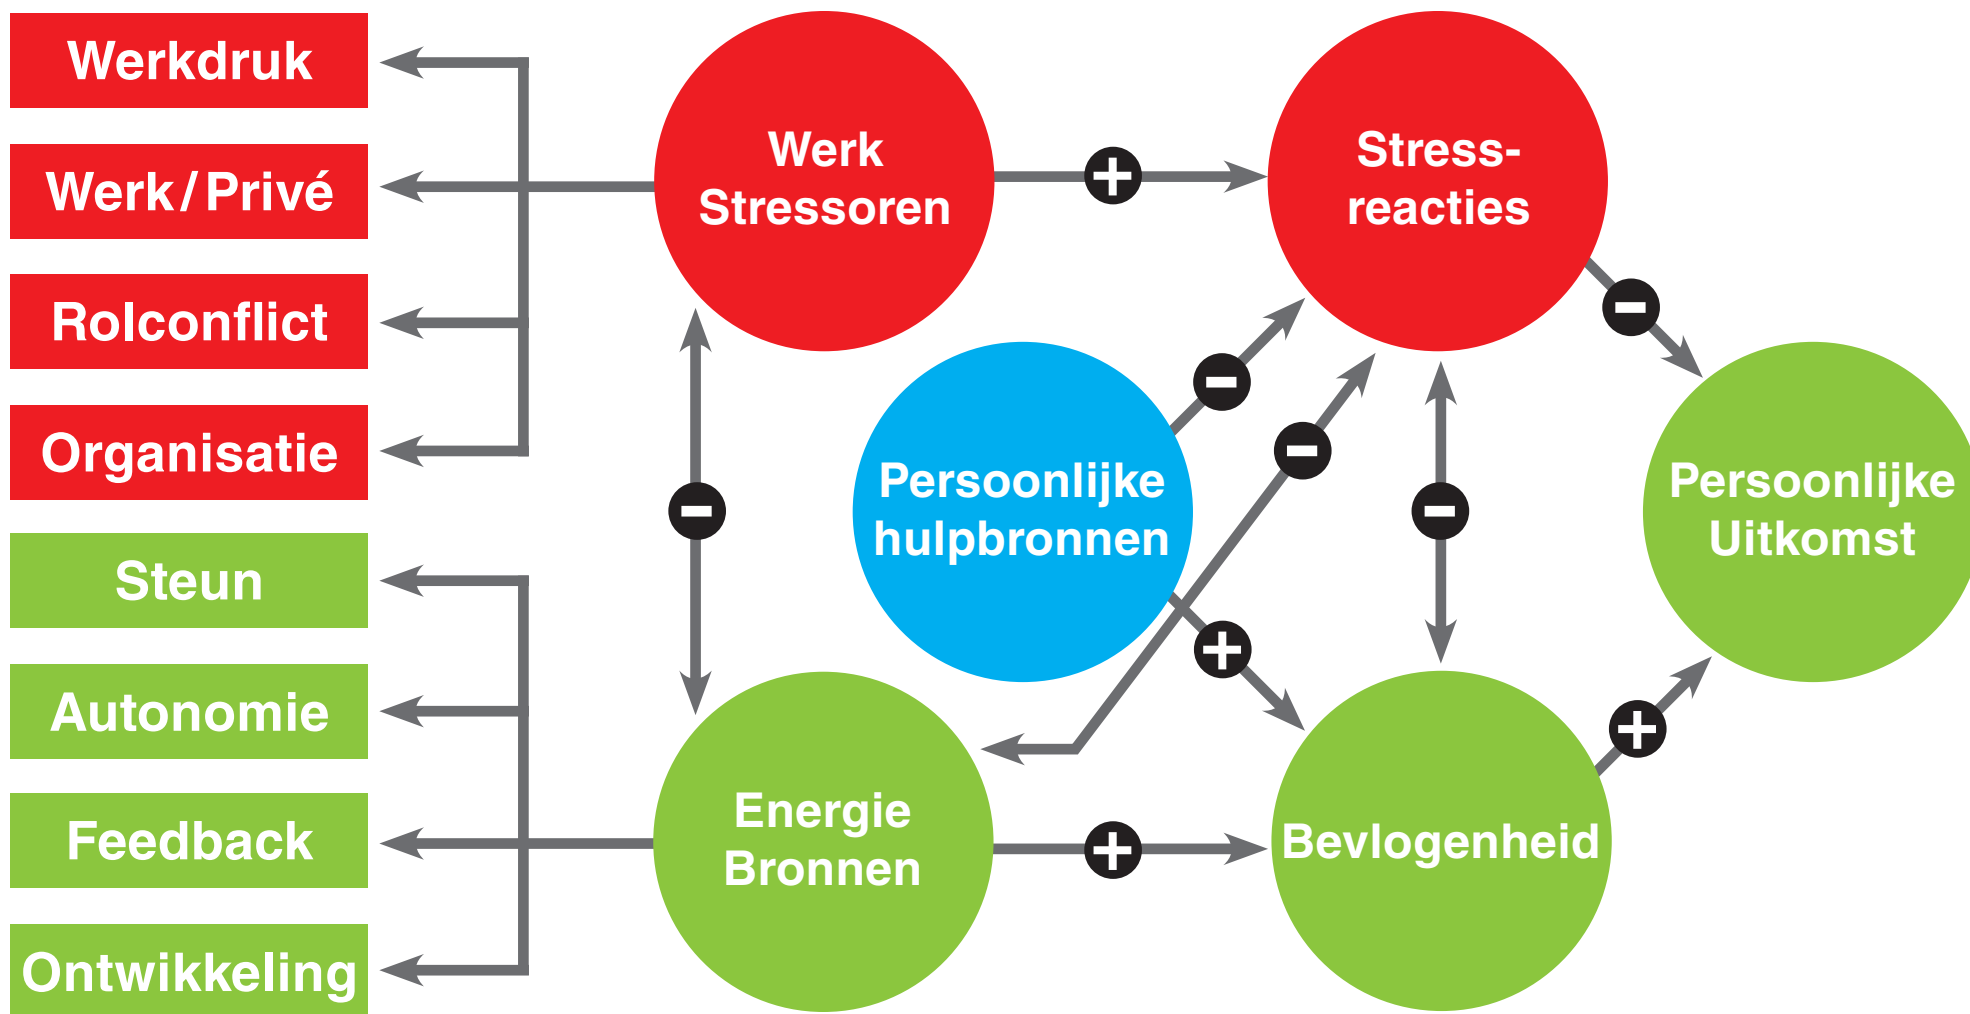 Werkdruk
Werk/Privé
Rolconflict
Organisatie
Steun
Autonomie
Feedback
Ontwikkeling
Werk
Stressoren
+
Stress-
reacties
-
-
-
-
-
Persoonlijke
hulpbronnen
Persoonlijke
Uitkomst
+
+
Energie
Bronnen
+
Bevlogenheid